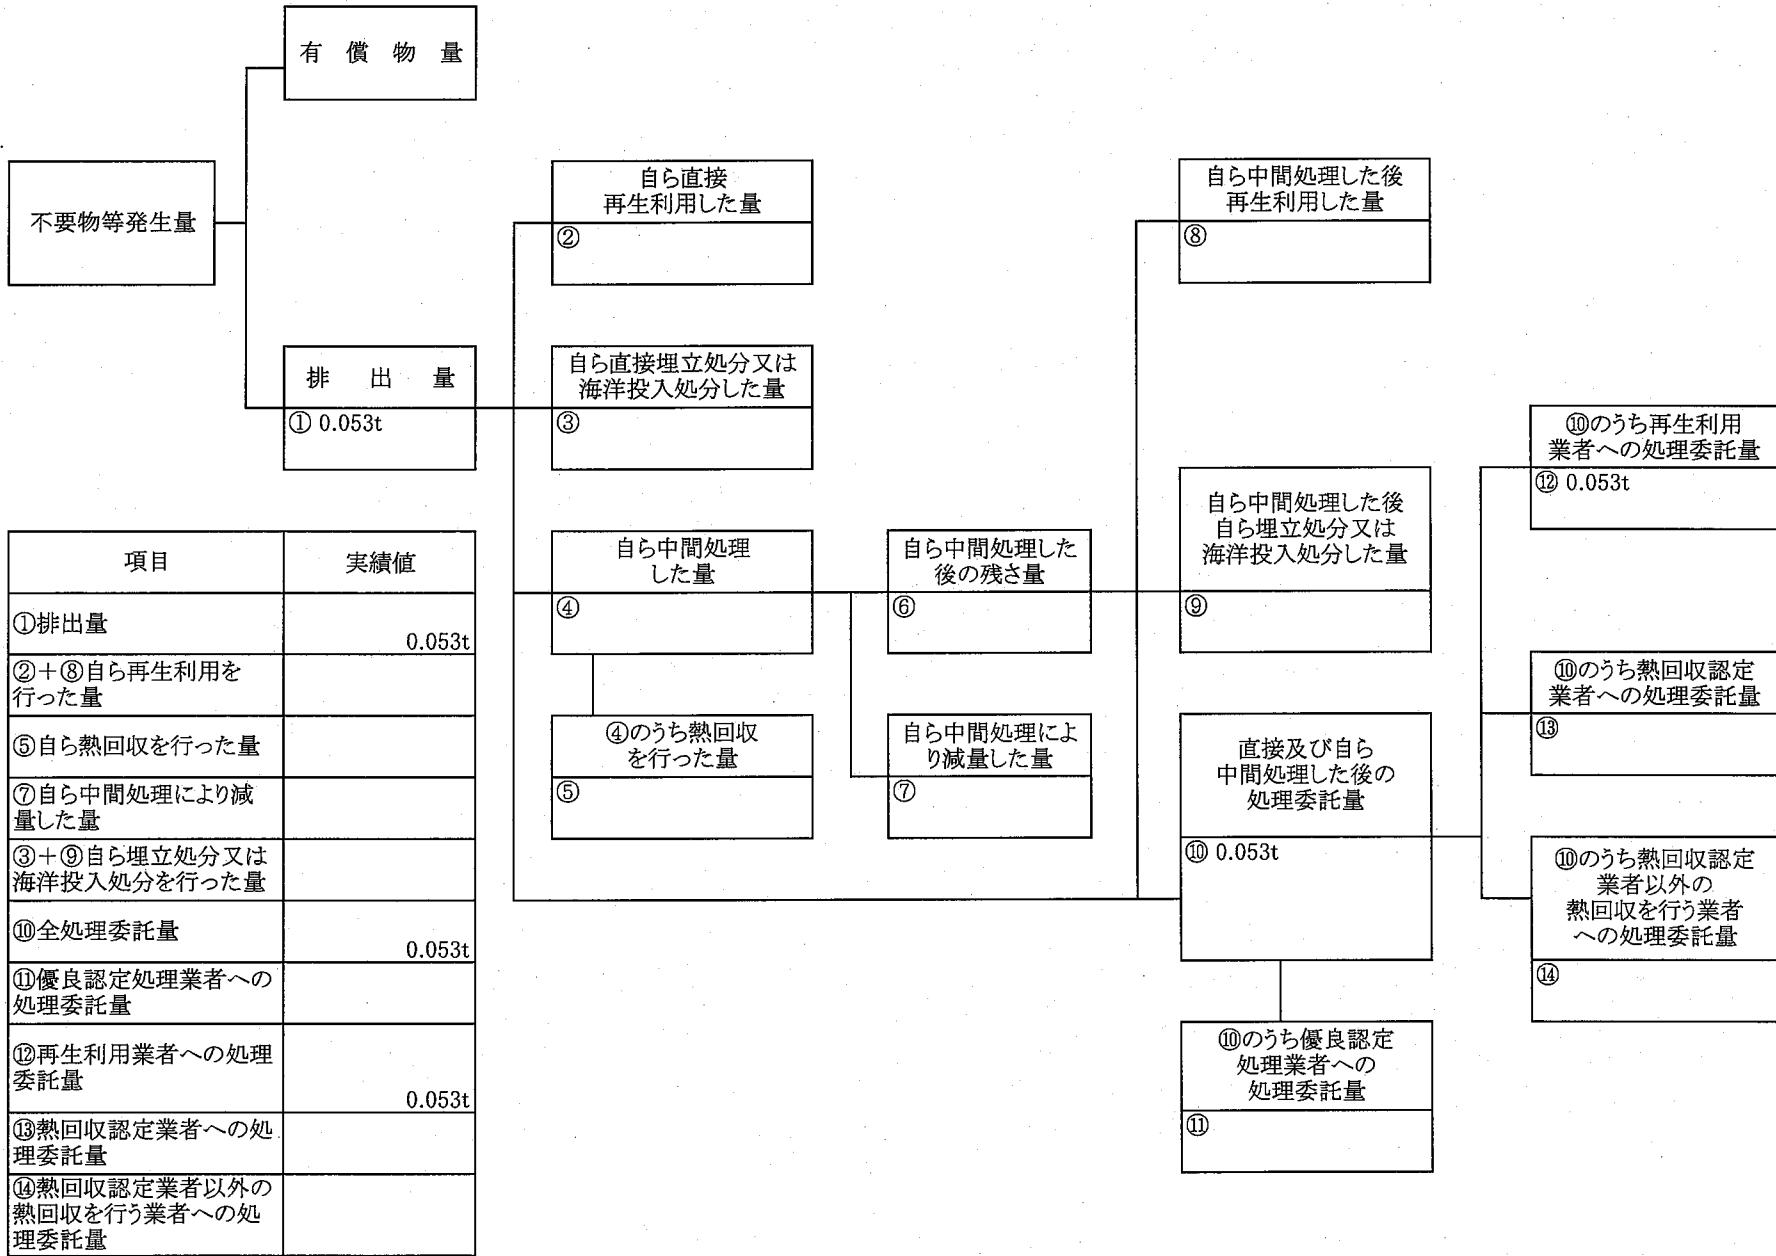 有償物量
不要物等発生量
排出量
① 0.053t
自ら直接
再生利用した量
②
自ら直接埋立処分又は
海洋投入処分した量
③
自ら中間処理
した量
④
④のうち熱回収
を行った量
⑤
自ら中間処理した
後の残さ量
⑥
自ら中間処理によ
り減量した量
⑦
自ら中間処理した後
再生利用した量
⑧
自ら中間処理した後
自ら埋立処分又は
海洋投入処分した量
⑨
直接及び自ら
中間処理した後の
処理委託量
⑩ 0.053t
⑩のうち優良認定
処理業者への
処理委託量
⑪
⑩のうち再生利用
業者への処理委託量
⑫ 0.053t
⑩のうち熱回収認定
業者への処理委託量
⑬
⑩のうち熱回収認定
業者以外の
熱回収を行う業者
への処理委託量
⑭
項目 実績値
①排出量
0.053t
②+⑧自ら再生利用を
行った量
⑤自ら熱回収を行った量
⑦自ら中間処理により減
量した量
③+⑨自ら埋立処分又は
海洋投入処分を行った量
⑩全処理委託量
0.053t
⑪優良認定処理業者への
処理委託量
⑫再生利用業者への処理
委託量
0.053t
⑬熱回収認定業者への処
理委託量
⑭熱回収認定業者以外の
熱回収を行う業者への処
理委託量